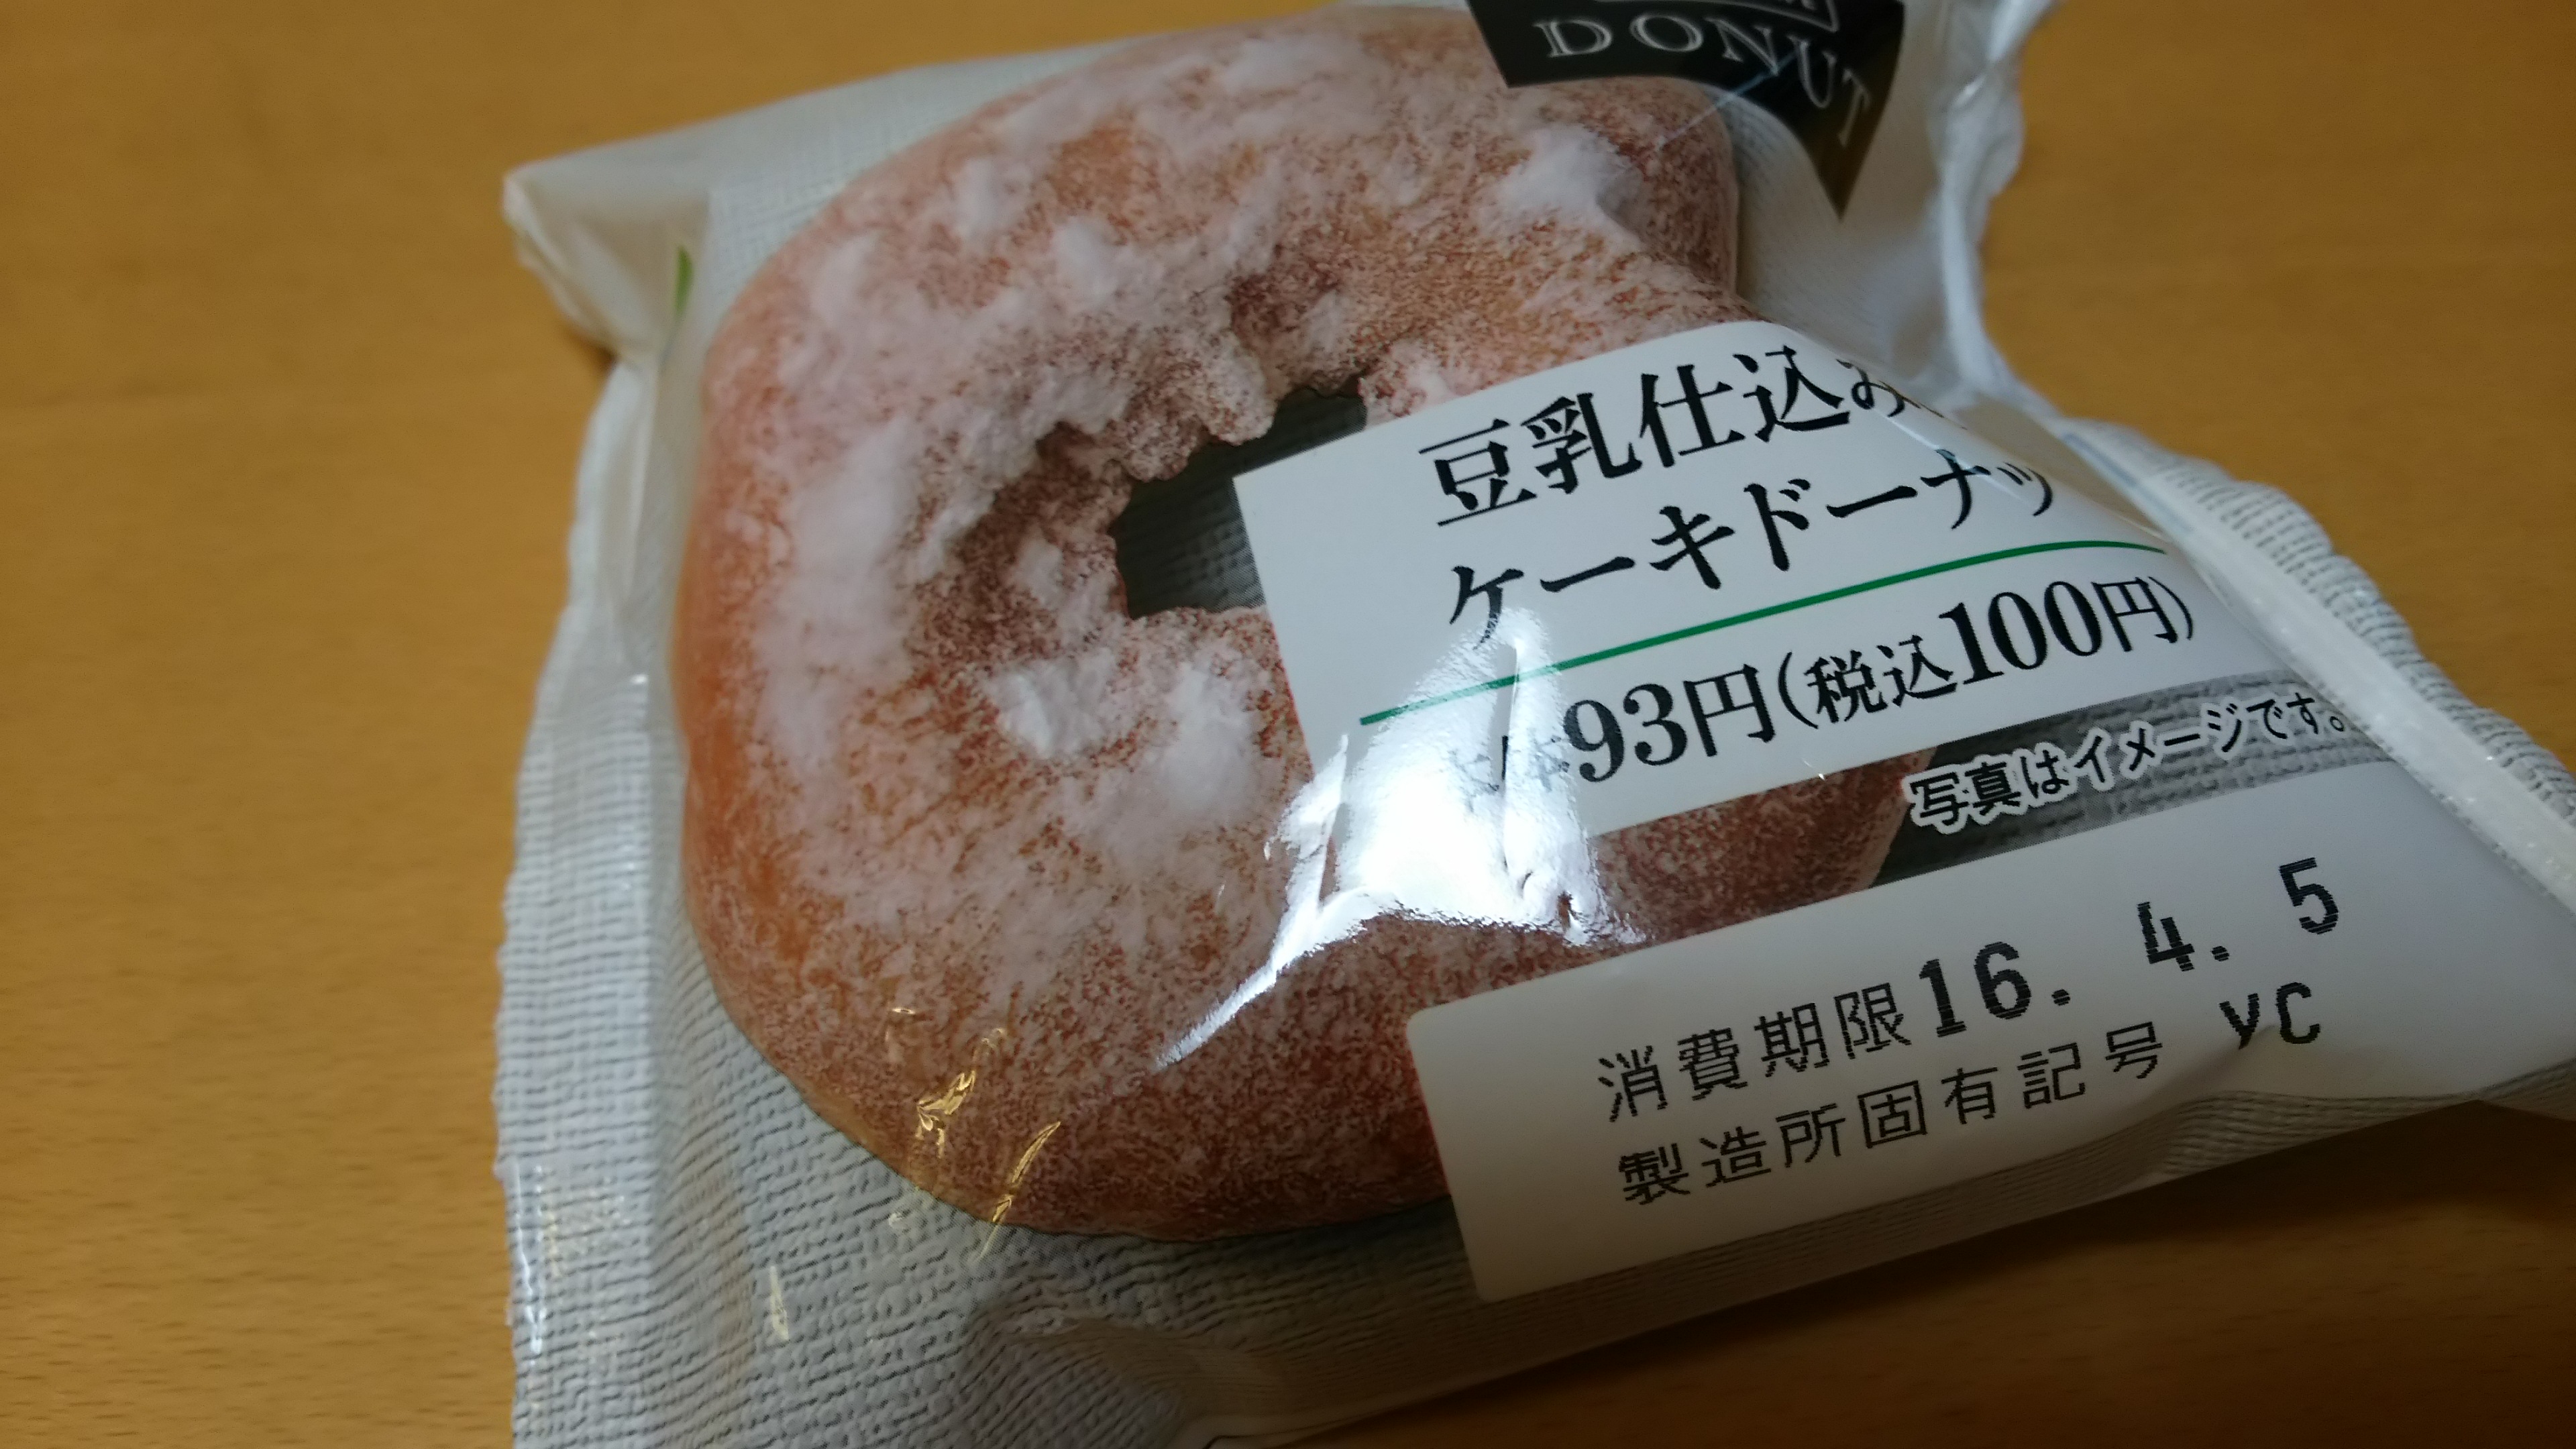 DONUT
豆乳仕込み
ケーキドーナツ
本体93円(税込100円)
写真はイメージです。
消費期限16. 4. 5
製造所固有記号 YC